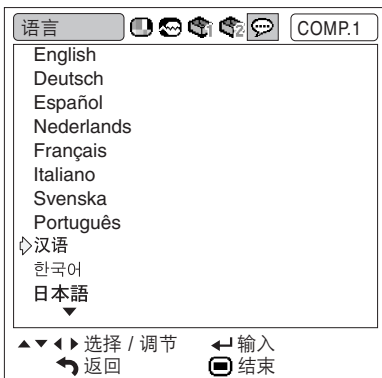 语言 COMP.1
English
Deutsch
Español
Nederlands
Français
Italiano
Svenska
Português
汉语
한국어
日本語
选择 / 调节 输入
返回 结束